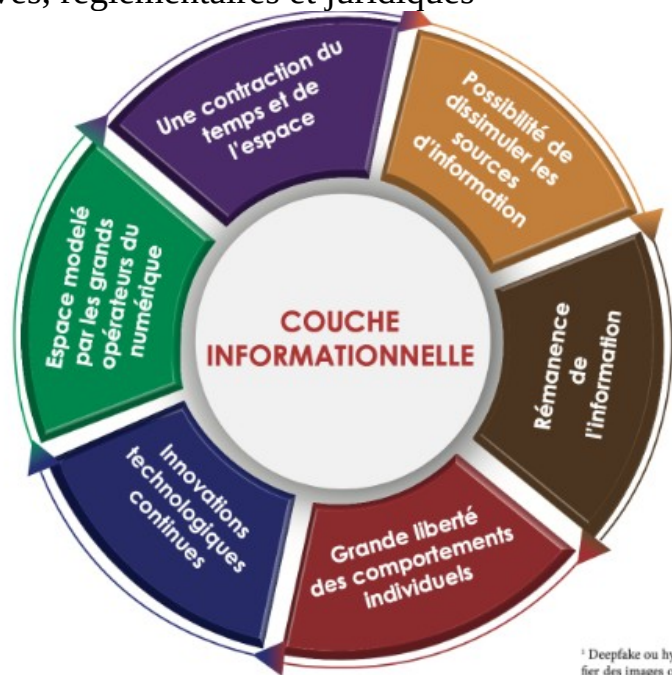 ves, réglementaires et juridiques
Une contraction du
temps et de
l'espace
Possibilité de
dissimuler les
sources
d'information
Rémanence
de
l'information
Grande liberté
des comportements
individuels
Innovations
technologiques
continues
Espace modelé
par les grands
opérateurs du
numérique
COUCHE
INFORMATIONNELLE
¹ Deepfake ou hy
fier des images